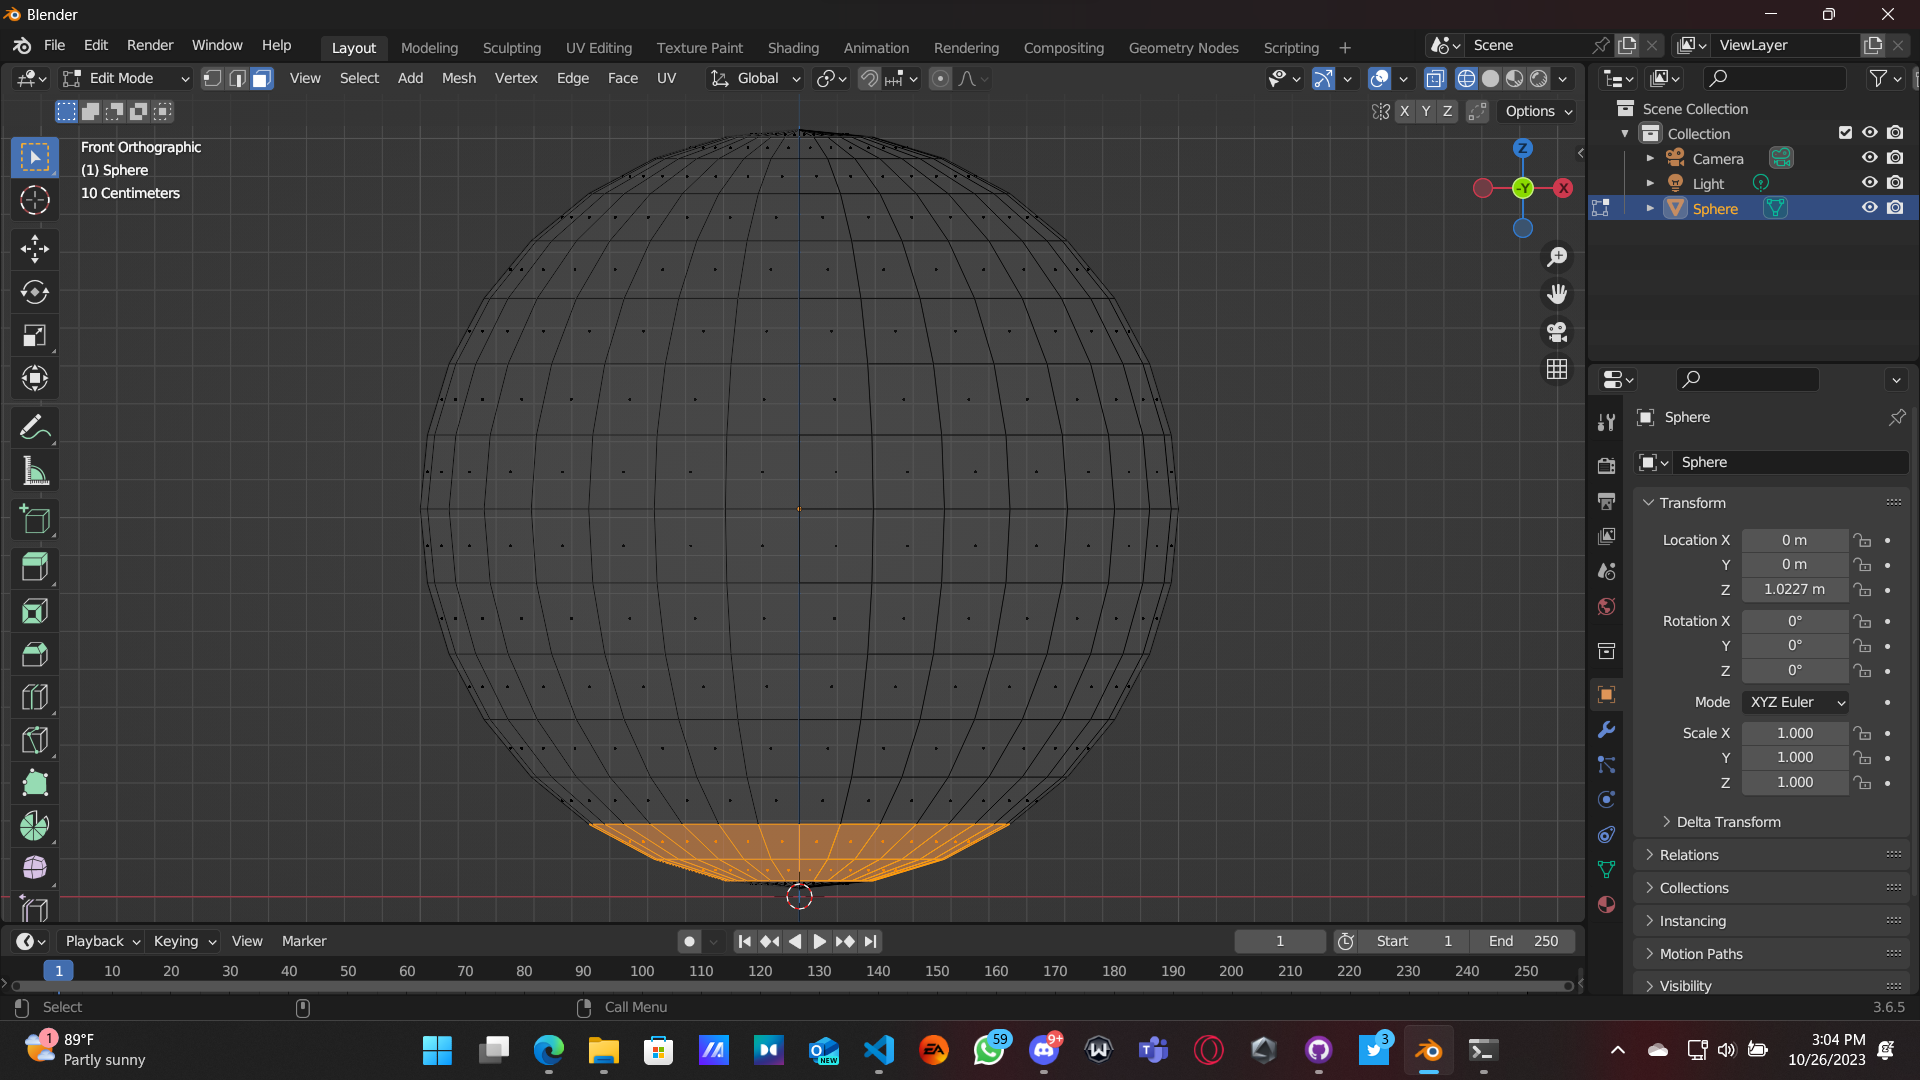 Blender
File Edit Render Window Help
Layout Modeling Sculpting UV Editing Texture Paint Shading Animation Rendering Compositing Geometry Nodes Scripting +
Scene
ViewLayer
Edit Mode View Select Add Mesh Vertex Edge Face UV Global
X Y Z Options
Front Orthographic
(1) Sphere
10 Centimeters
Z
-Y X
Scene Collection
Collection
Camera
Light
Sphere
Sphere
Sphere
Transform
Location X 0 m
Y 0 m
Z 1.0227 m
Rotation X 0°
Y 0°
Z 0°
Mode XYZ Euler
Scale X 1.000
Y 1.000
Z 1.000
Delta Transform
Relations
Collections
Instancing
Motion Paths
Visibility
Playback Keying View Marker 1 Start 1 End 250
1 10 20 30 40 50 60 70 80 90 100 110 120 130 140 150 160 170 180 190 200 210 220 230 240 250
Select Call Menu 3.6.5
1 89°F
Partly sunny
NEW
EA
59
9+
3
3:04 PM
10/26/2023